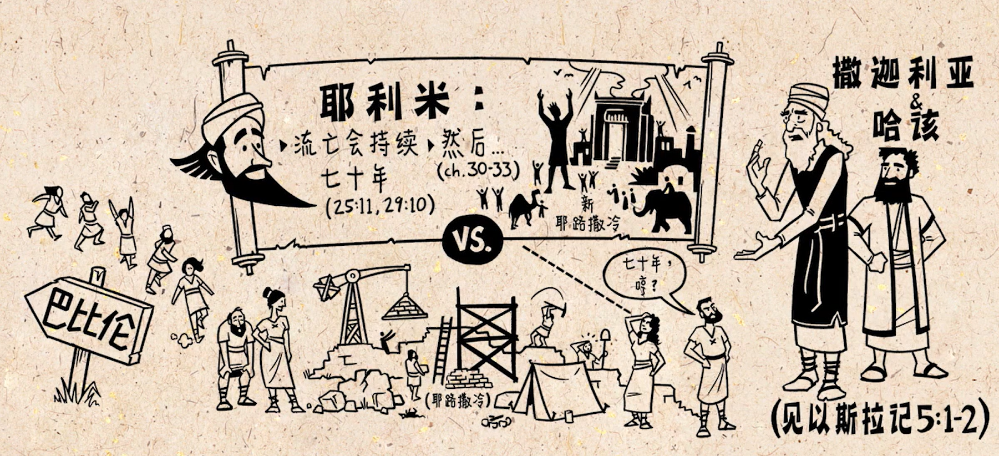 耶利米：
▸流亡会持续
七十年
(25:11, 29:10)
▸然后...
(ch.30-33)
新
耶路撒冷
VS.
撒迦利亚
&
哈该
七十年，
哼？
巴比伦
(耶路撒冷)
(见以斯拉记5:1-2)